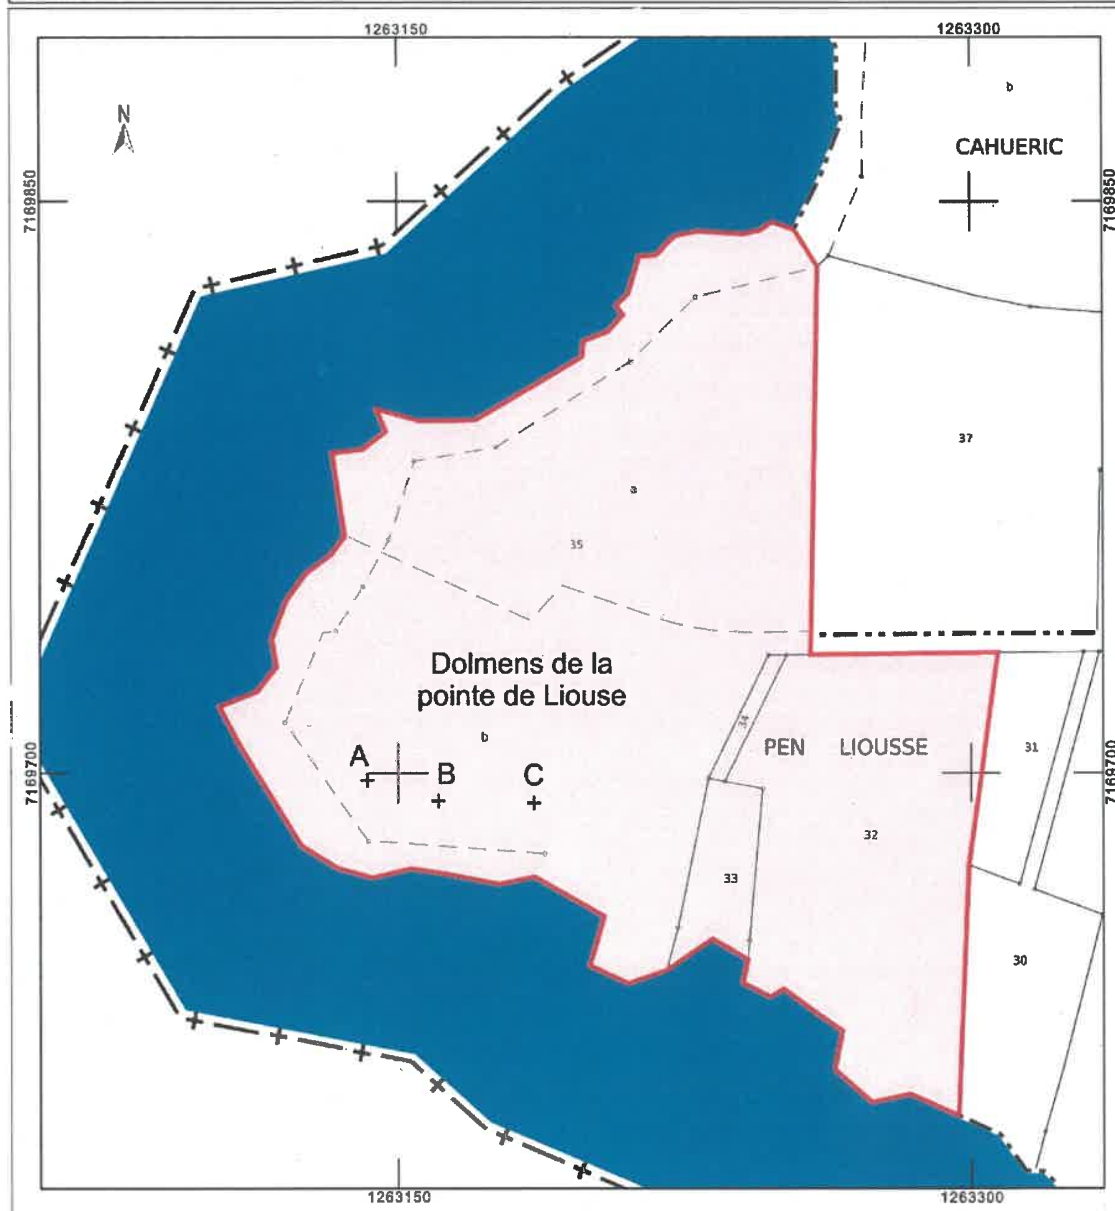 1263150 1263300
N
b
CAHUERIC
7169850 7169850
37
a
35
Dolmens de la
pointe de Liouse
b
34
PEN LIOUSSE
31
7169700 7169700
A
B
C
32
33
30
1263150 1263300